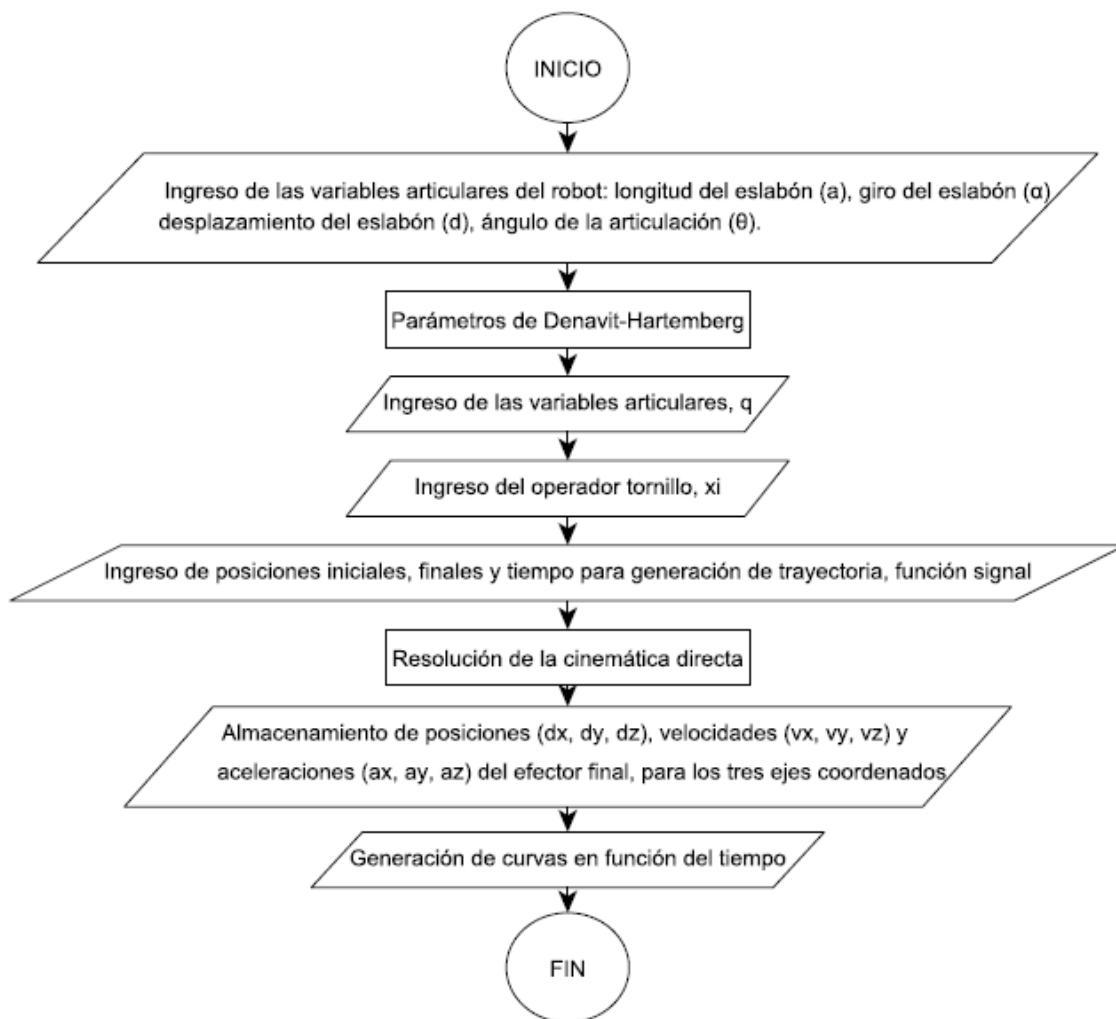 INICIO
Ingreso de las variables articulares del robot: longitud del eslabón (a), giro del eslabón (α)
desplazamiento del eslabón (d), ángulo de la articulación (θ).
Parámetros de Denavit-Hartemberg
Ingreso de las variables articulares, q
Ingreso del operador tornillo, xi
Ingreso de posiciones iniciales, finales y tiempo para generación de trayectoria, función signal
Resolución de la cinemática directa
Almacenamiento de posiciones (dx, dy, dz), velocidades (vx, vy, vz) y
aceleraciones (ax, ay, az) del efector final, para los tres ejes coordenados
Generación de curvas en función del tiempo
FIN